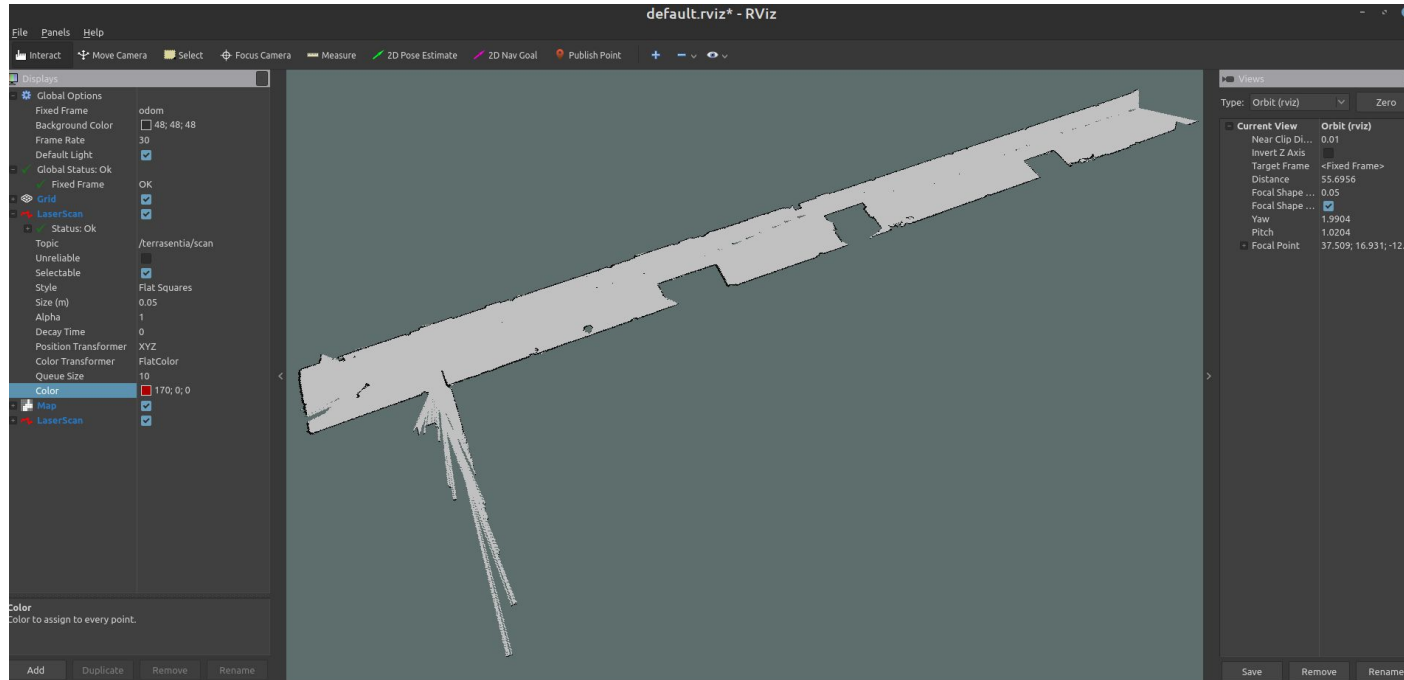 default.rviz* - RViz
File Panels Help
Interact Move Camera Select Focus Camera Measure 2D Pose Estimate 2D Nav Goal Publish Point
Displays
Global Options
Fixed Frame odom
Background Color 48; 48; 48
Frame Rate 30
Default Light
Global Status: Ok
Fixed Frame OK
Grid
LaserScan
Status: Ok
Topic /terrasentia/scan
Unreliable
Selectable
Style Flat Squares
Size (m) 0.05
Alpha 1
Decay Time 0
Position Transformer XYZ
Color Transformer FlatColor
Queue Size 10
Color 170; 0; 0
Map
LaserScan
Color
Color to assign to every point.
Add Duplicate Remove Rename
Views
Type: Orbit (rviz) Zero
Current View Orbit (rviz)
Near Clip Di... 0.01
Invert Z Axis
Target Frame <Fixed Frame>
Distance 55.6956
Focal Shape ... 0.05
Focal Shape ...
Yaw 1.9904
Pitch 1.0204
Focal Point 37.509; 16.931; -12.
Save Remove Rename